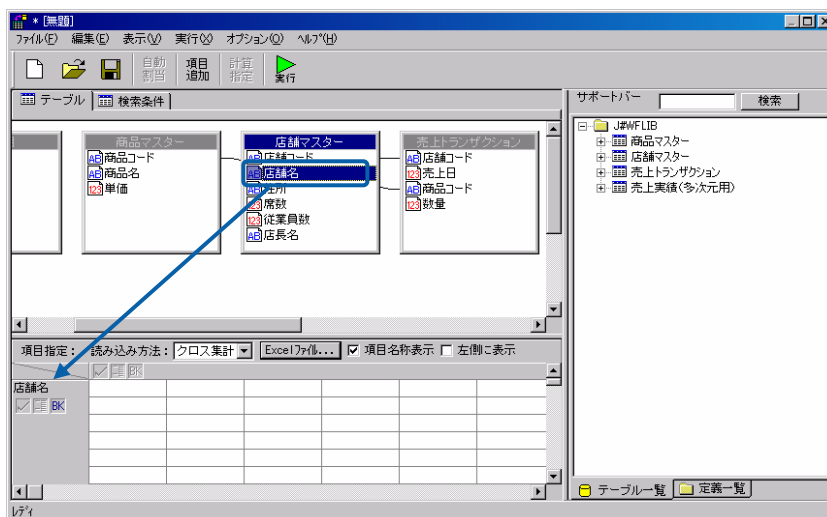 * [無題]
ファイル(F) 編集(E) 表示(V) 実行(X) オプション(O) ヘルプ(H)
自動割当 項目追加 計算指定 実行
テーブル 検索条件
サポートバー 検索
商品マスター
商品コード
商品名
単価
店舗マスター
店舗コード
店舗名
住所
席数
従業員数
店長名
売上トランザクション
店舗コード
売上日
商品コード
数量
J#WFLIB
商品マスター
店舗マスター
売上トランザクション
売上実績(多次元用)
項目指定: 読み込み方法: クロス集計 Excelファイル... 項目名称表示 左側に表示
BK
店舗名
BK
テーブル一覧 定義一覧
レディ